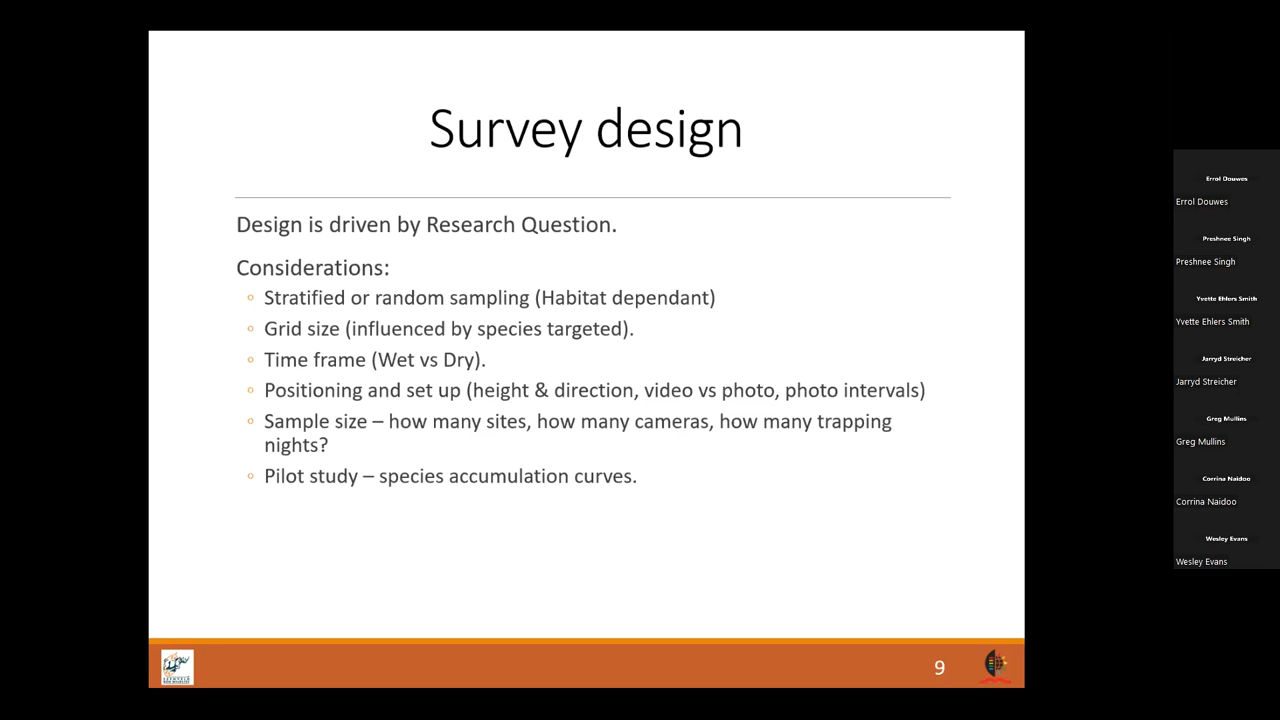 Survey design
Design is driven by Research Question.
Considerations:
Stratified or random sampling (Habitat dependant)
Grid size (influenced by species targeted).
Time frame (Wet vs Dry).
Positioning and set up (height & direction, video vs photo, photo intervals)
Sample size – how many sites, how many cameras, how many trapping
nights?
Pilot study – species accumulation curves.
9
Errol Douwes
Errol Douwes
Preshnee Singh
Preshnee Singh
Yvette Ehlers Smith
Yvette Ehlers Smith
Jarryd Streicher
Jarryd Streicher
Greg Mullins
Greg Mullins
Corrina Naidoo
Corrina Naidoo
Wesley Evans
Wesley Evans